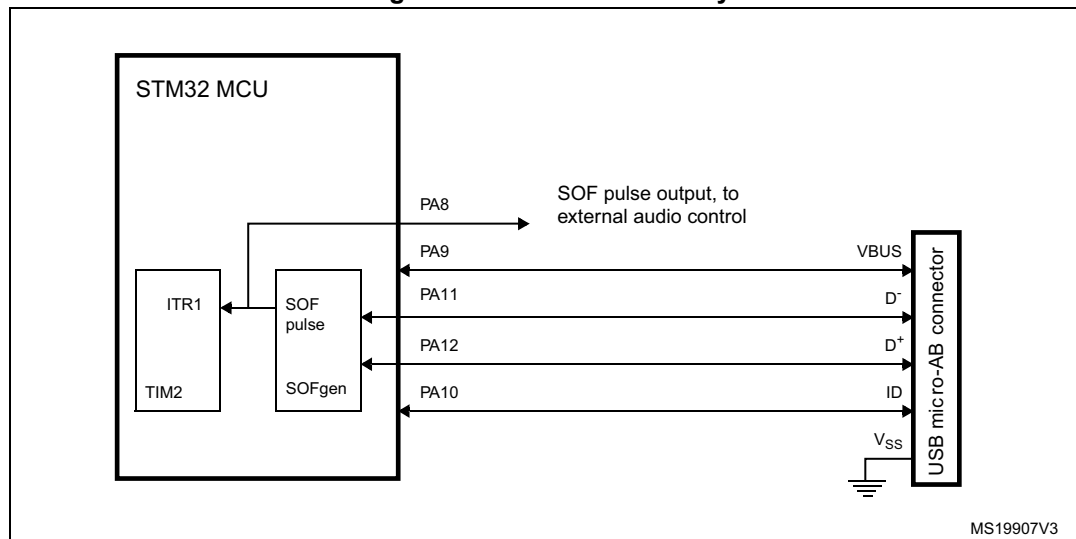 STM32 MCU
PA8
SOF pulse output, to
external audio control
PA9
VBUS
ITR1
SOF
pulse
PA11
D-
PA12
D+
TIM2
SOFgen
PA10
ID
VSS
USB micro-AB connector
MS19907V3